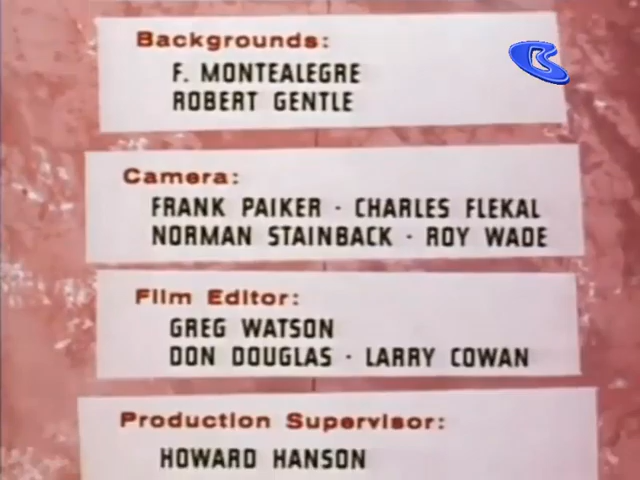 Backgrounds:
F. MONTEALEGRE
ROBERT GENTLE
Camera:
FRANK PAIKER · CHARLES FLEKAL
NORMAN STAINBACK · ROY WADE
Film Editor:
GREG WATSON
DON DOUGLAS · LARRY COWAN
Production Supervisor:
HOWARD HANSON